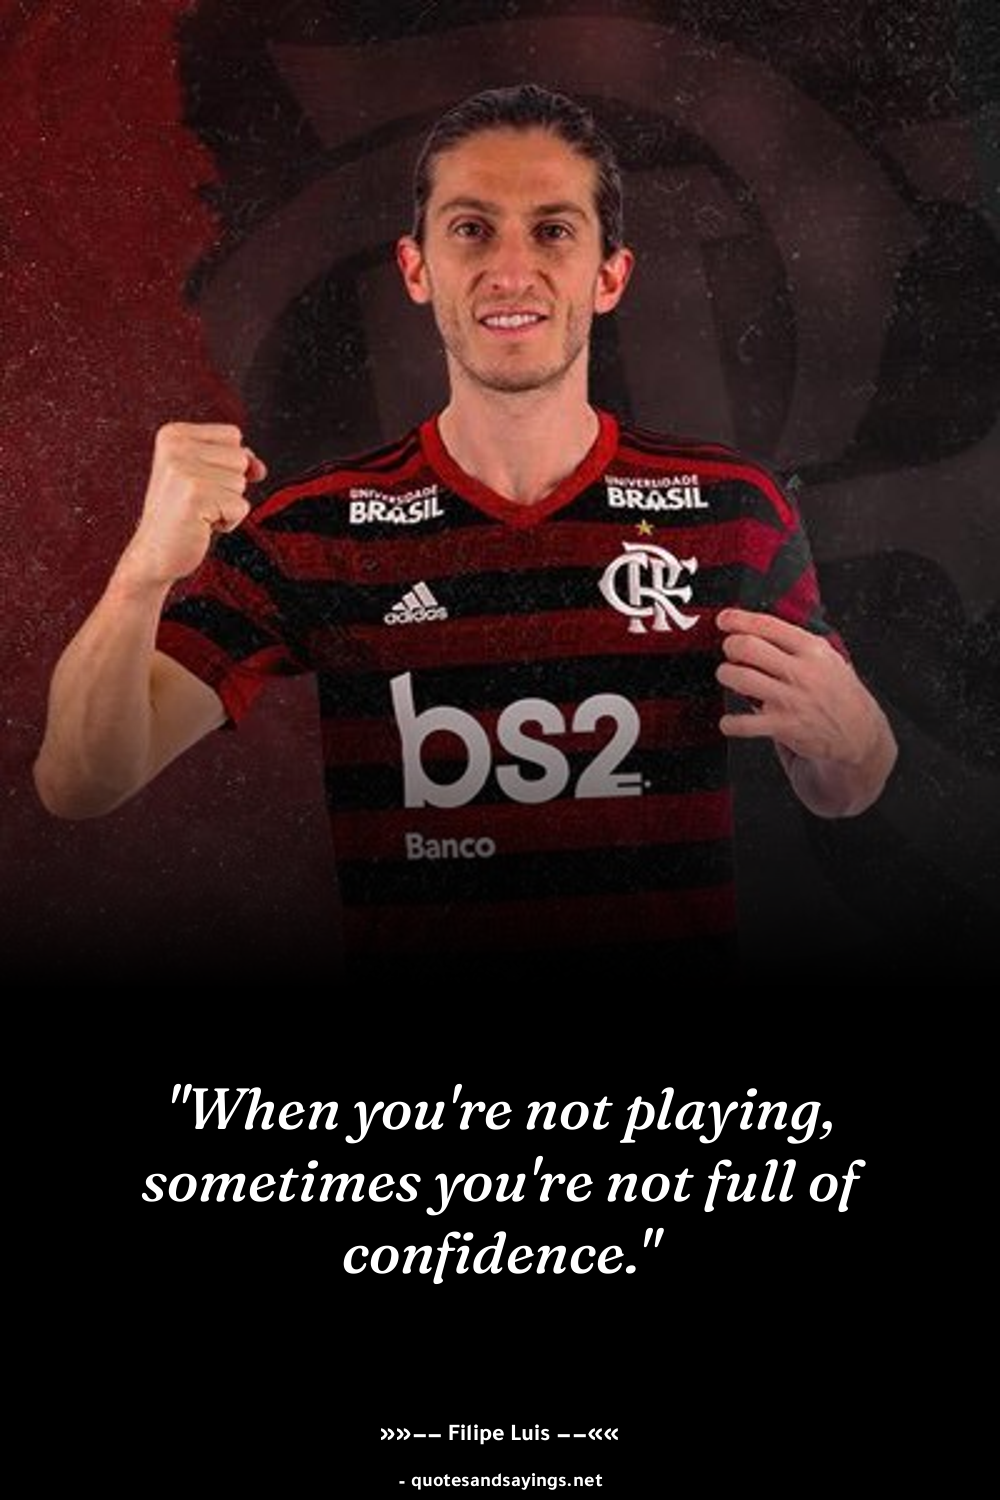 UNIVERSIDADE
BRASIL
UNIVERSIDADE
BRASIL
adidas
CRF
bs2.
Banco
"When you're not playing,
sometimes you're not full of
confidence."
»»–– Filipe Luis ––««
- quotesandsayings.net